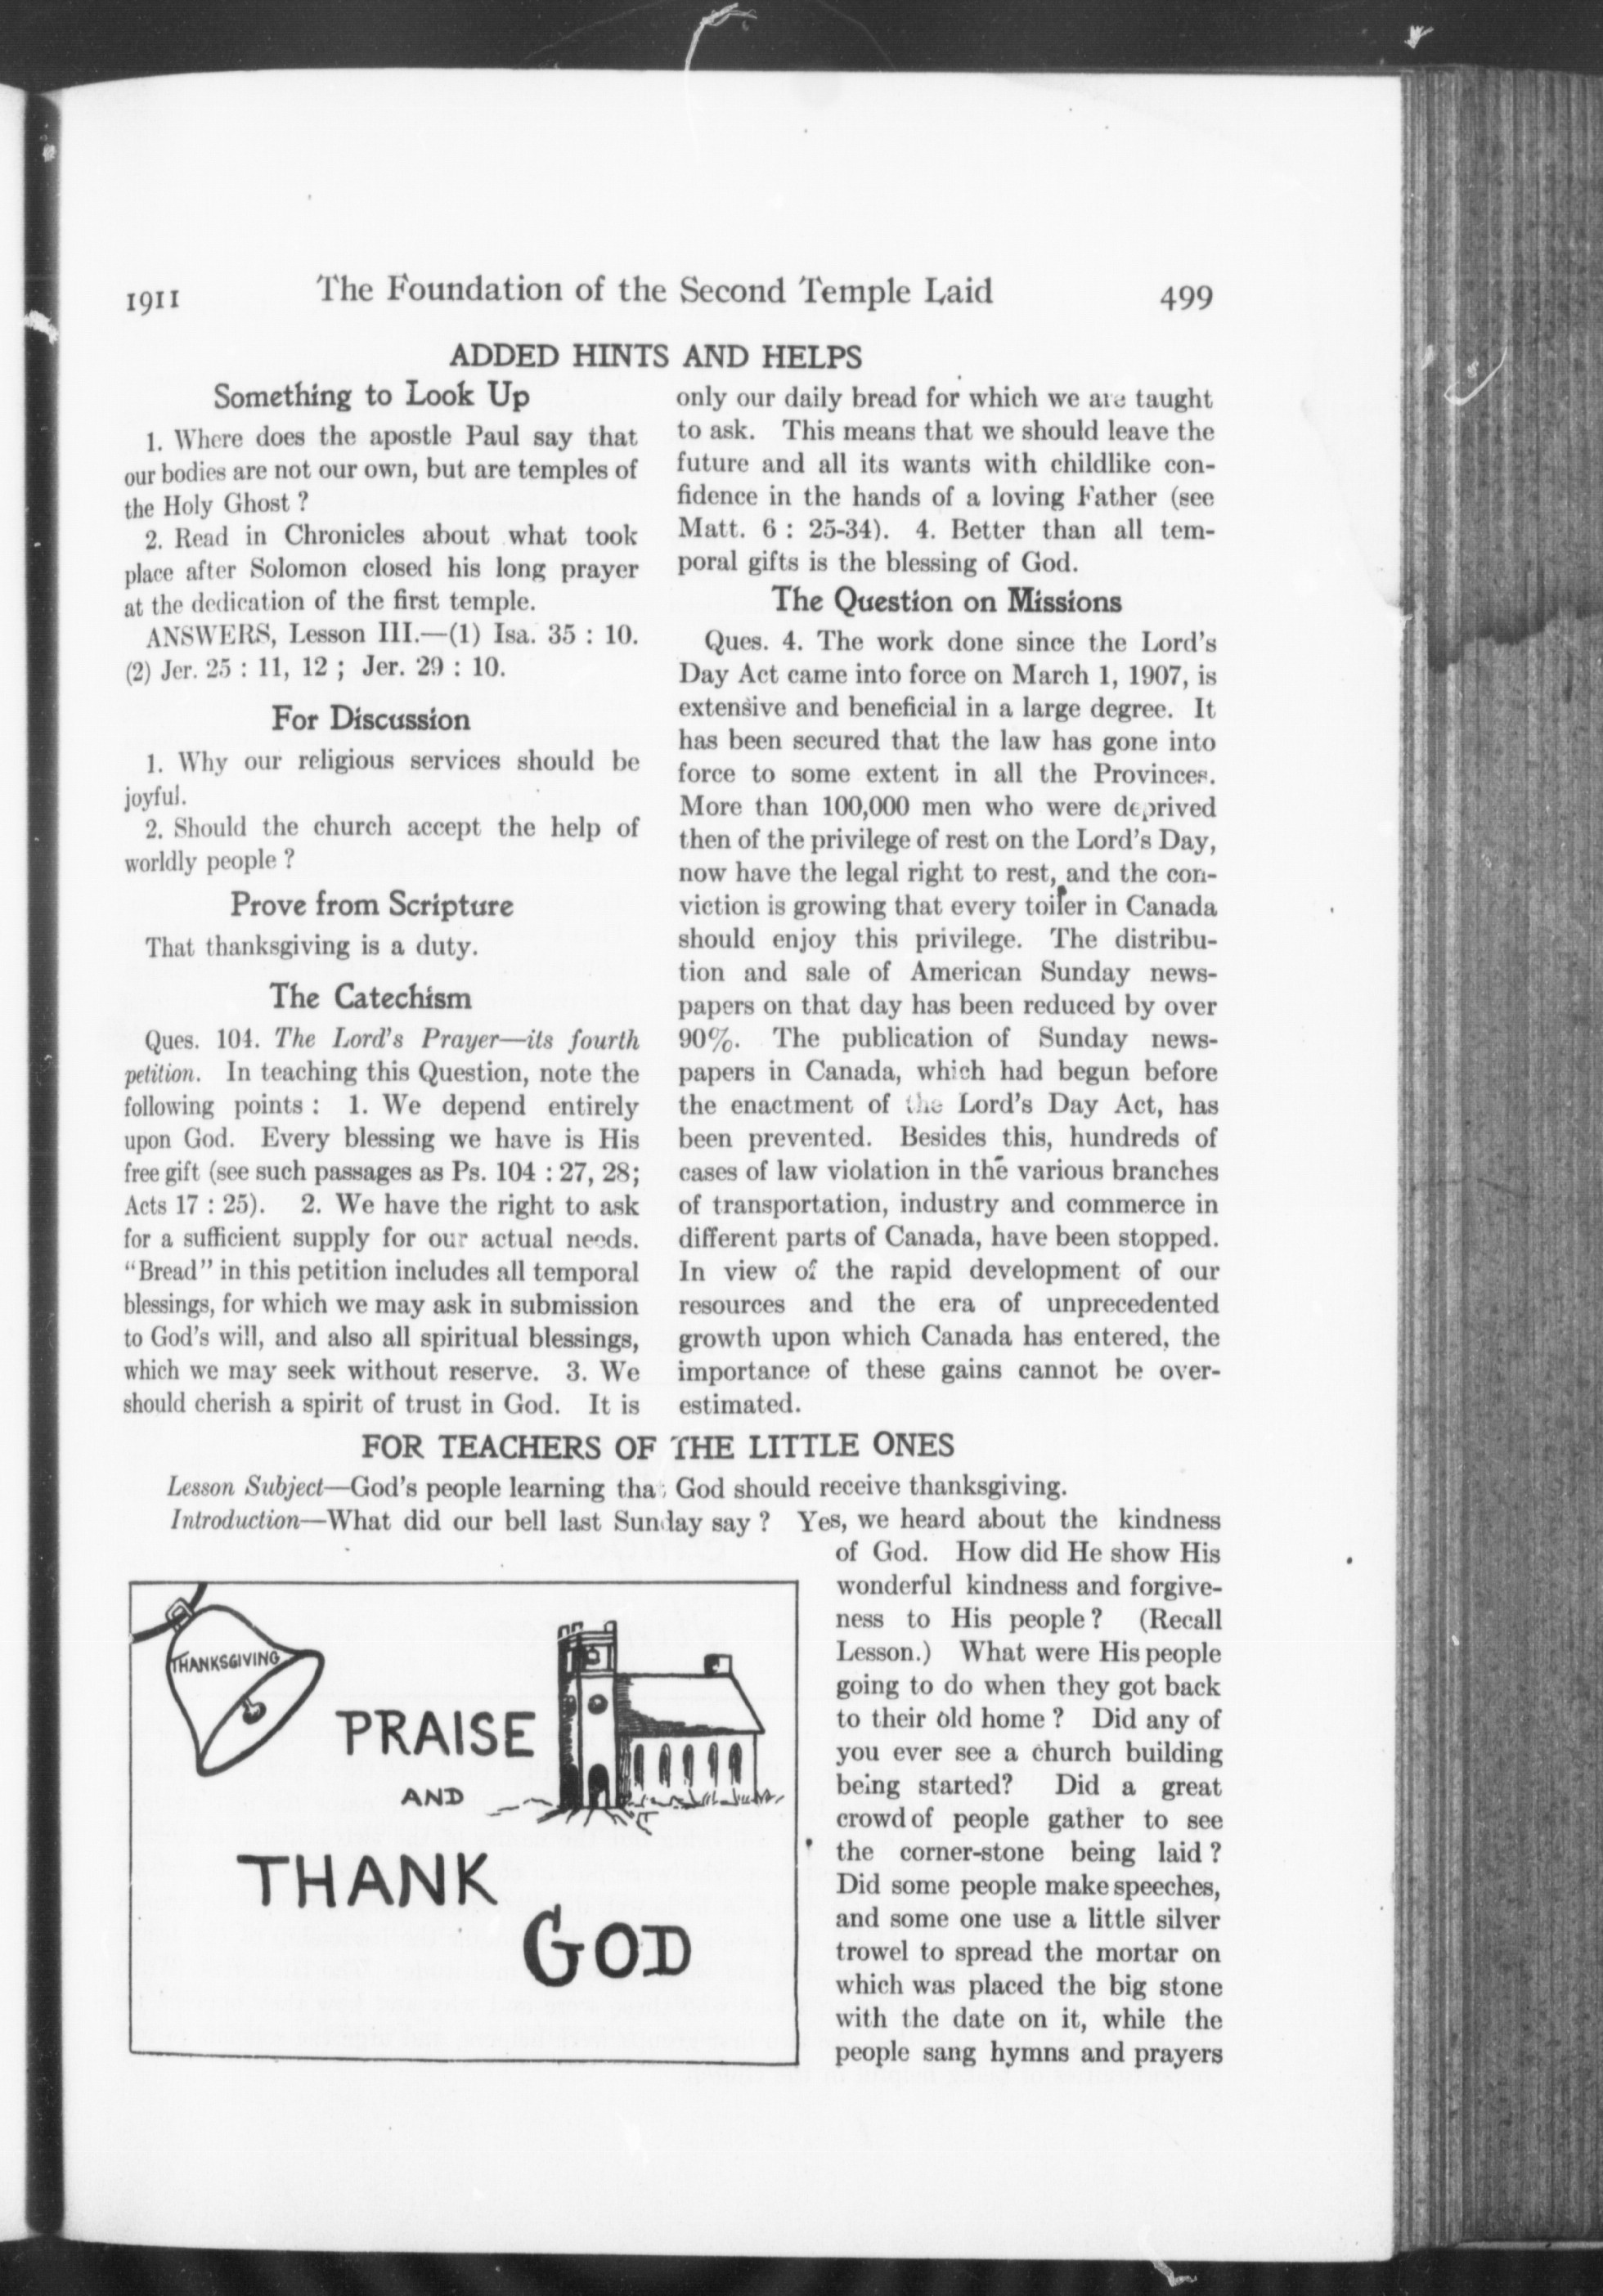 1911
The Foundation of the Second Temple Laid
499
ADDED HINTS AND HELPS
Something to Look Up
1. Where does the apostle Paul say that
our bodies are not our own, but are temples of
the Holy Ghost ?
2. Read in Chronicles about what took
place after Solomon closed his long prayer
at the dedication of the first temple.
ANSWERS, Lesson III.—(1) Isa. 35 : 10.
(2) Jer. 25 : 11, 12 ; Jer. 29 : 10.
For Discussion
1. Why our religious services should be
joyful.
2. Should the church accept the help of
worldly people ?
Prove from Scripture
That thanksgiving is a duty.
The Catechism
Ques. 104. The Lord's Prayer—its fourth
petition. In teaching this Question, note the
following points : 1. We depend entirely
upon God. Every blessing we have is His
free gift (see such passages as Ps. 104 : 27, 28;
Acts 17 : 25). 2. We have the right to ask
for a sufficient supply for our actual needs.
"Bread" in this petition includes all temporal
blessings, for which we may ask in submission
to God's will, and also all spiritual blessings,
which we may seek without reserve. 3. We
should cherish a spirit of trust in God. It is
only our daily bread for which we are taught
to ask. This means that we should leave the
future and all its wants with childlike con-
fidence in the hands of a loving Father (see
Matt. 6 : 25-34). 4. Better than all tem-
poral gifts is the blessing of God.
The Question on Missions
Ques. 4. The work done since the Lord's
Day Act came into force on March 1, 1907, is
extensive and beneficial in a large degree. It
has been secured that the law has gone into
force to some extent in all the Provinces.
More than 100,000 men who were deprived
then of the privilege of rest on the Lord's Day,
now have the legal right to rest, and the con-
viction is growing that every toiler in Canada
should enjoy this privilege. The distribu-
tion and sale of American Sunday news-
papers on that day has been reduced by over
90%. The publication of Sunday news-
papers in Canada, which had begun before
the enactment of the Lord's Day Act, has
been prevented. Besides this, hundreds of
cases of law violation in the various branches
of transportation, industry and commerce in
different parts of Canada, have been stopped.
In view of the rapid development of our
resources and the era of unprecedented
growth upon which Canada has entered, the
importance of these gains cannot be over-
estimated.
FOR TEACHERS OF THE LITTLE ONES
Lesson Subject—God's people learning that God should receive thanksgiving.
Introduction—What did our bell last Sunday say ? Yes, we heard about the kindness
of God. How did He show His
wonderful kindness and forgive-
ness to His people ? (Recall
Lesson.) What were His people
going to do when they got back
to their old home ? Did any of
you ever see a church building
being started? Did a great
crowd of people gather to see
the corner-stone being laid ?
Did some people make speeches,
and some one use a little silver
trowel to spread the mortar on
which was placed the big stone
with the date on it, while the
people sang hymns and prayers
THANKSGIVING
PRAISE
AND
THANK
GOD